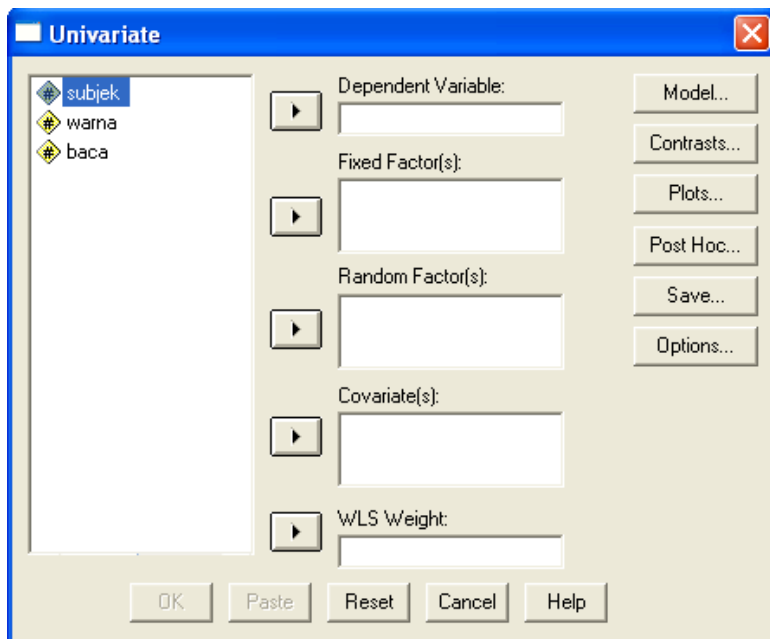 Univariate
subjek
warna
baca
Dependent Variable:
Fixed Factor(s):
Random Factor(s):
Covariate(s):
WLS Weight:
Model...
Contrasts...
Plots...
Post Hoc...
Save...
Options...
OK
Paste
Reset
Cancel
Help